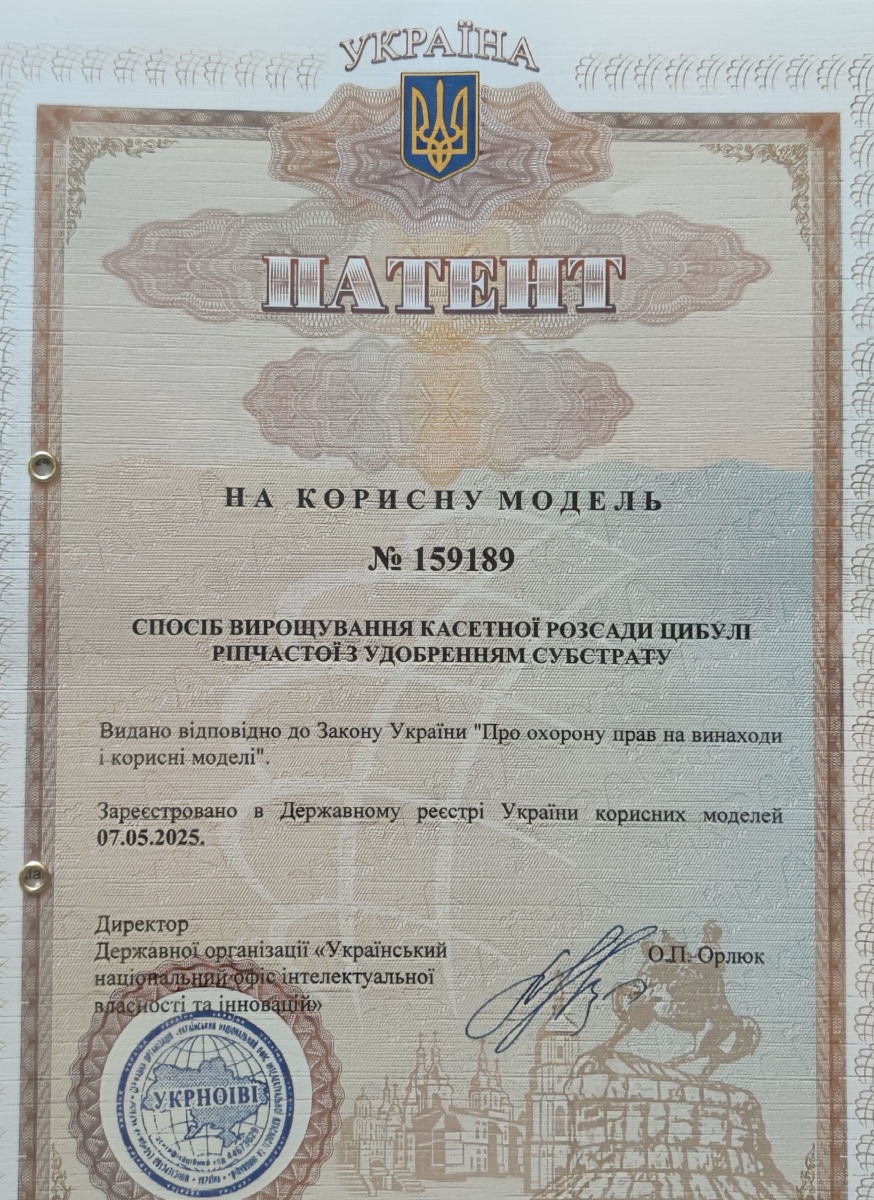 УКРАЇНА
ПАТЕНТ
НА КОРИСНУ МОДЕЛЬ
№ 159189
СПОСІБ ВИРОЩУВАННЯ КАСЕТНОЇ РОЗСАДИ ЦИБУЛІ
РІПЧАСТОЇ З УДОБРЕННЯМ СУБСТРАТУ
Видано відповідно до Закону України "Про охорону прав на винаходи
і корисні моделі".
Зареєстровано в Державному реєстрі України корисних моделей
07.05.2025.
Директор
Державної організації «Український
національний офіс інтелектуальної
власності та інновацій»
О.П. Орлюк
УКРНОІВІ